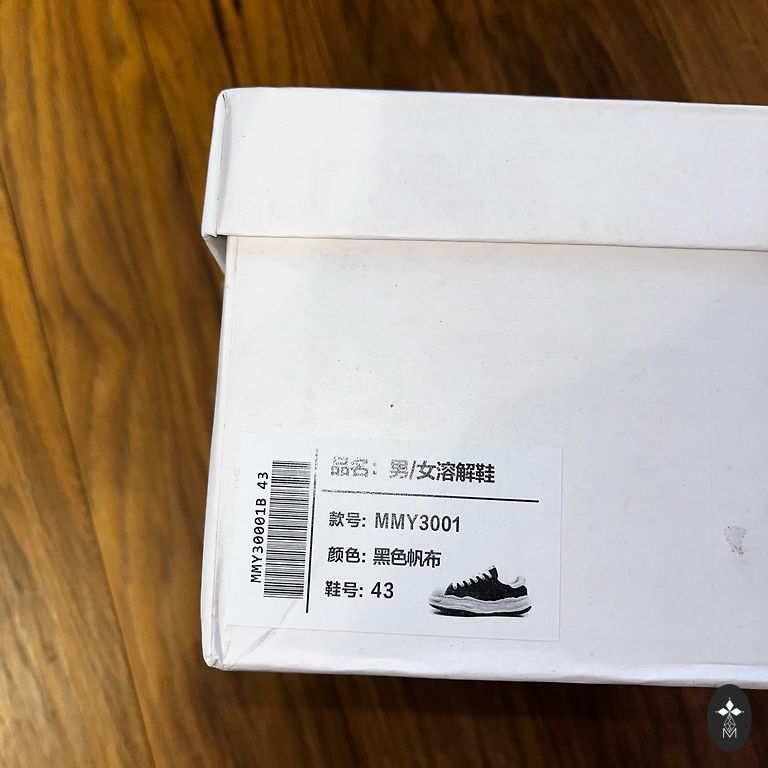 MMY30001B 43
品名: 男/女溶解鞋
款号: MMY3001
颜色: 黑色帆布
鞋号: 43
M